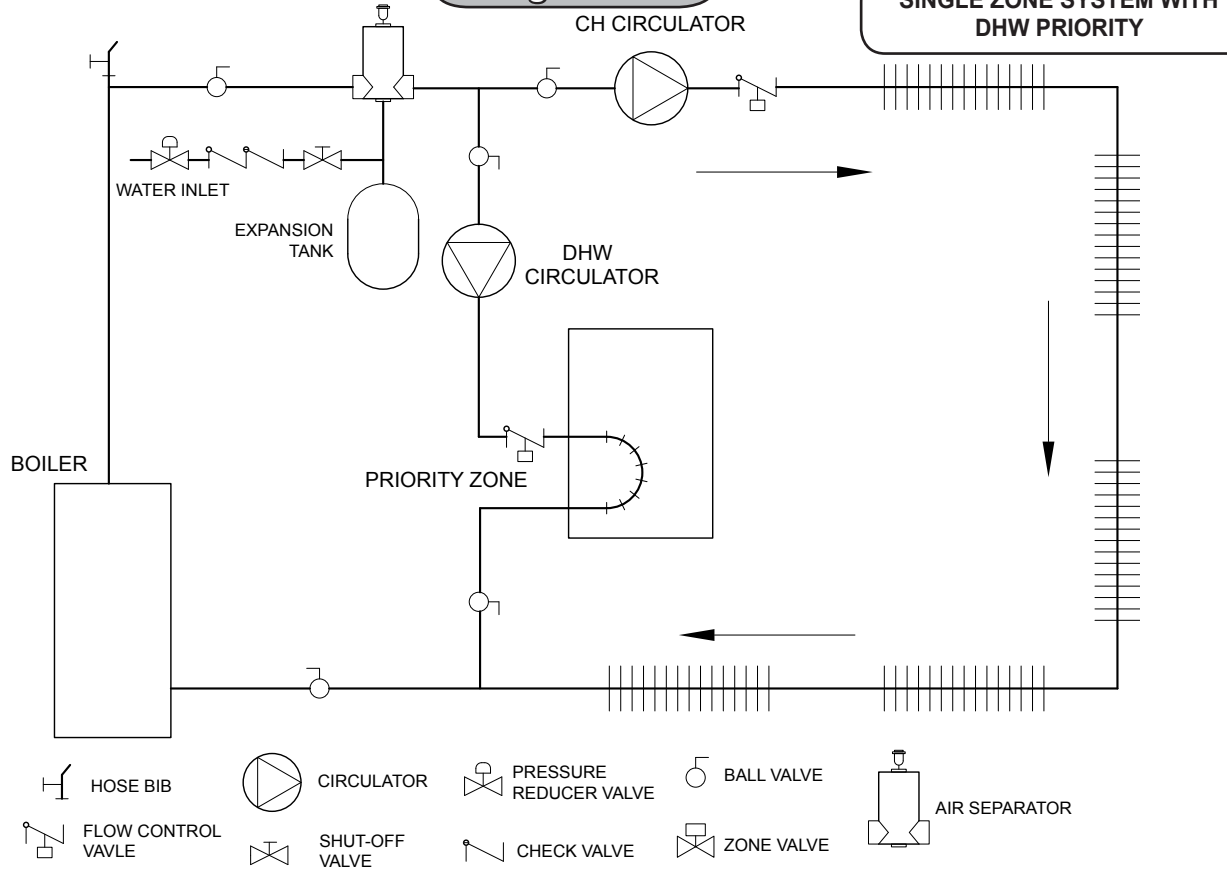 SINGLE ZONE SYSTEM WITH
DHW PRIORITY
CH CIRCULATOR
WATER INLET
EXPANSION
TANK
DHW
CIRCULATOR
BOILER
PRIORITY ZONE
HOSE BIB
CIRCULATOR
PRESSURE
REDUCER VALVE
BALL VALVE
AIR SEPARATOR
FLOW CONTROL
VAVLE
SHUT-OFF
VALVE
CHECK VALVE
ZONE VALVE